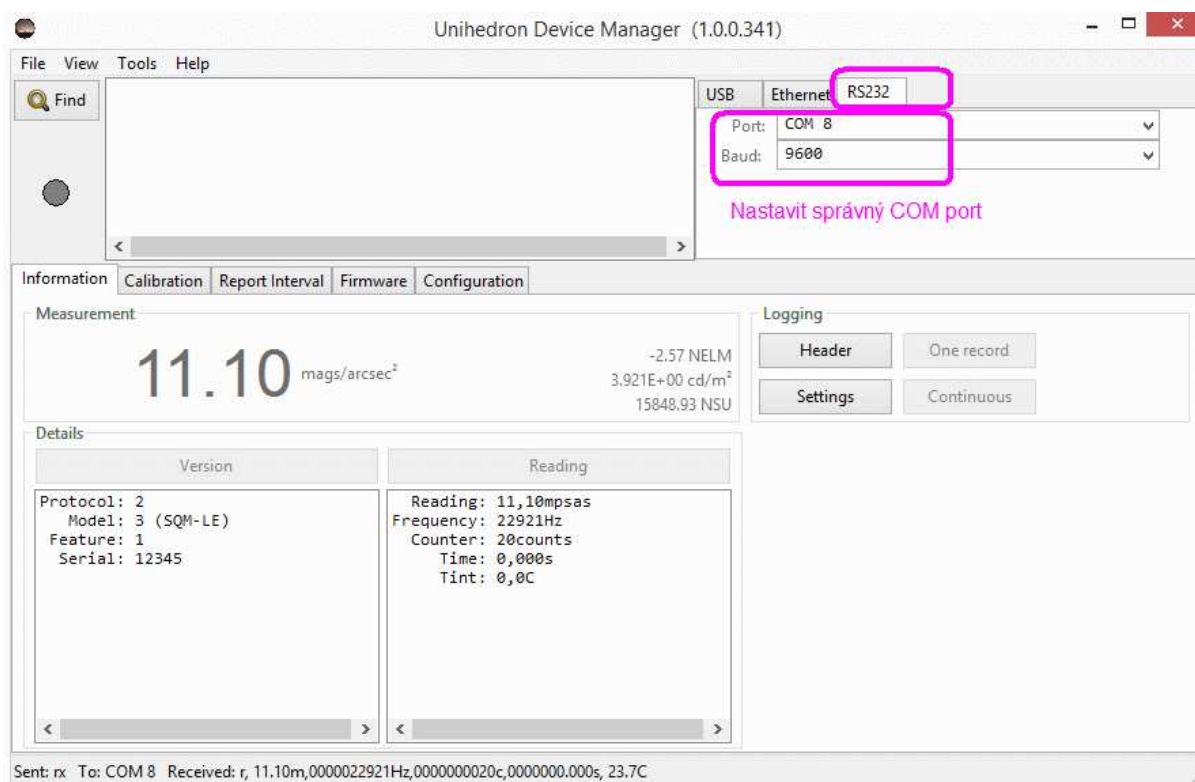 Unihedron Device Manager (1.0.0.341)
File View Tools Help
Find
USB Ethernet RS232
Port: COM 8
Baud: 9600
Nastavit správný COM port
Information Calibration Report Interval Firmware Configuration
Measurement
11.10 mags/arcsec²
-2.57 NELM
3.921E+00 cd/m²
15848.93 NSU
Logging
Header One record
Settings Continuous
Details
Version Reading
Protocol: 2
Model: 3 (SQM-LE)
Feature: 1
Serial: 12345
Reading: 11,10mpsas
Frequency: 22921Hz
Counter: 20counts
Time: 0,000s
Tint: 0,0C
Sent: rx To: COM 8 Received: r, 11.10m,0000022921Hz,0000000020c,0000000.000s, 23.7C